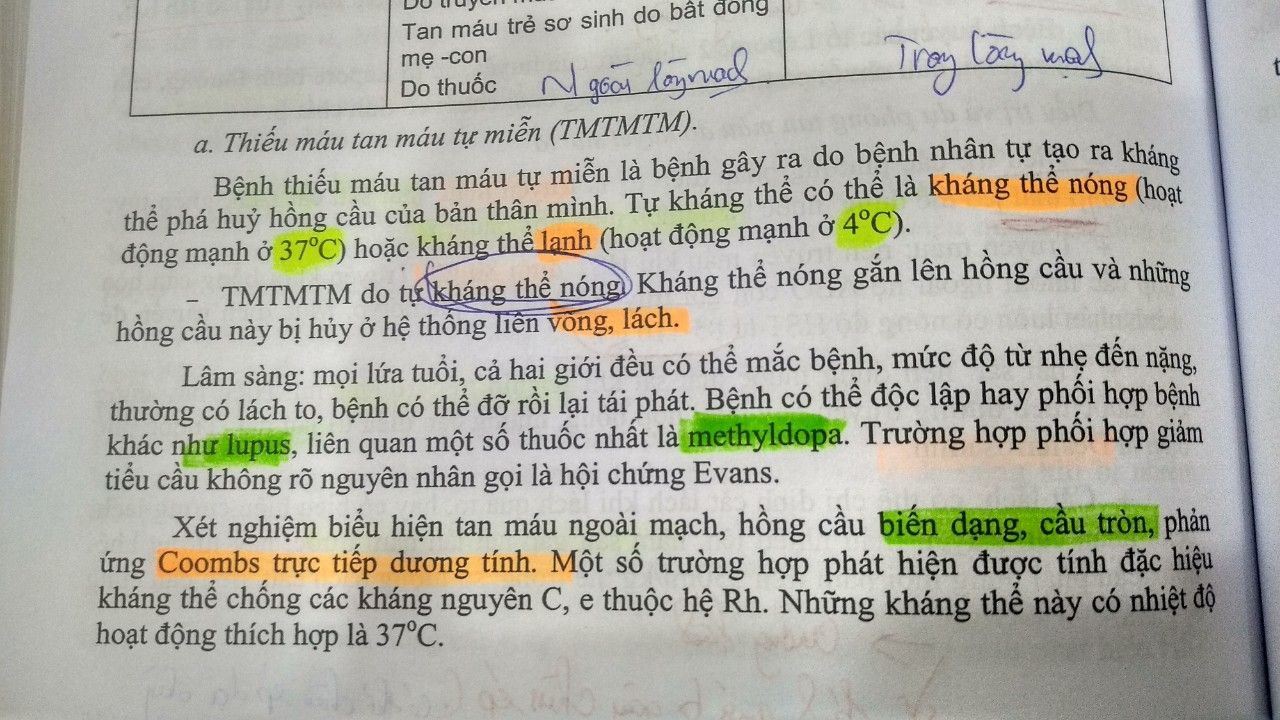 Tan máu trẻ sơ sinh do bất đồng
mẹ -con
Do thuốc Ngoài lòng mạch Trong lòng mạch
a. Thiếu máu tan máu tự miễn (TMTMTM).
Bệnh thiếu máu tan máu tự miễn là bệnh gây ra do bệnh nhân tự tạo ra kháng
thể phá huỷ hồng cầu của bản thân mình. Tự kháng thể có thể là kháng thể nóng (hoạt
động mạnh ở 37°C) hoặc kháng thể lạnh (hoạt động mạnh ở 4°C).
– TMTMTM do tự kháng thể nóng. Kháng thể nóng gắn lên hồng cầu và những
hồng cầu này bị hủy ở hệ thống liên võng, lách.
Lâm sàng: mọi lứa tuổi, cả hai giới đều có thể mắc bệnh, mức độ từ nhẹ đến nặng,
thường có lách to, bệnh có thể đỡ rồi lại tái phát. Bệnh có thể độc lập hay phối hợp bệnh
khác như lupus, liên quan một số thuốc nhất là methyldopa. Trường hợp phối hợp giảm
tiểu cầu không rõ nguyên nhân gọi là hội chứng Evans.
Xét nghiệm biểu hiện tan máu ngoài mạch, hồng cầu biến dạng, cầu tròn, phản
ứng Coombs trực tiếp dương tính. Một số trường hợp phát hiện được tính đặc hiệu
kháng thể chống các kháng nguyên C, e thuộc hệ Rh. Những kháng thể này có nhiệt độ
hoạt động thích hợp là 37°C.